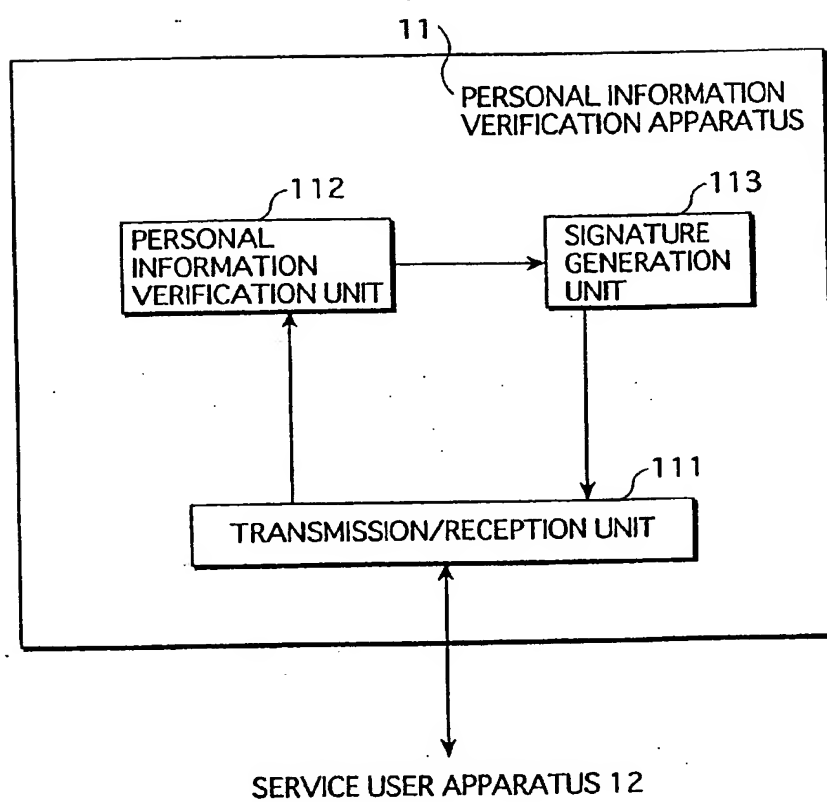 11
PERSONAL INFORMATION
VERIFICATION APPARATUS
112
PERSONAL
INFORMATION
VERIFICATION UNIT
113
SIGNATURE
GENERATION
UNIT
111
TRANSMISSION/RECEPTION UNIT
SERVICE USER APPARATUS 12